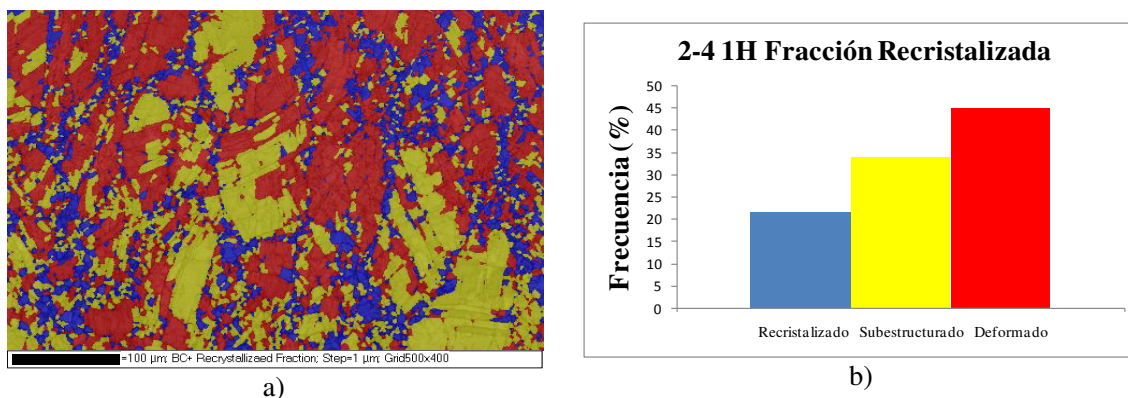 =100 µm; BC+ Recrystallizaed Fraction; Step=1 µm; Grid500x400
a)
2-4 1H Fracción Recristalizada
Frecuencia (%)
50
45
40
35
30
25
20
15
10
5
0
Recristalizado Subestructurado Deformado
b)